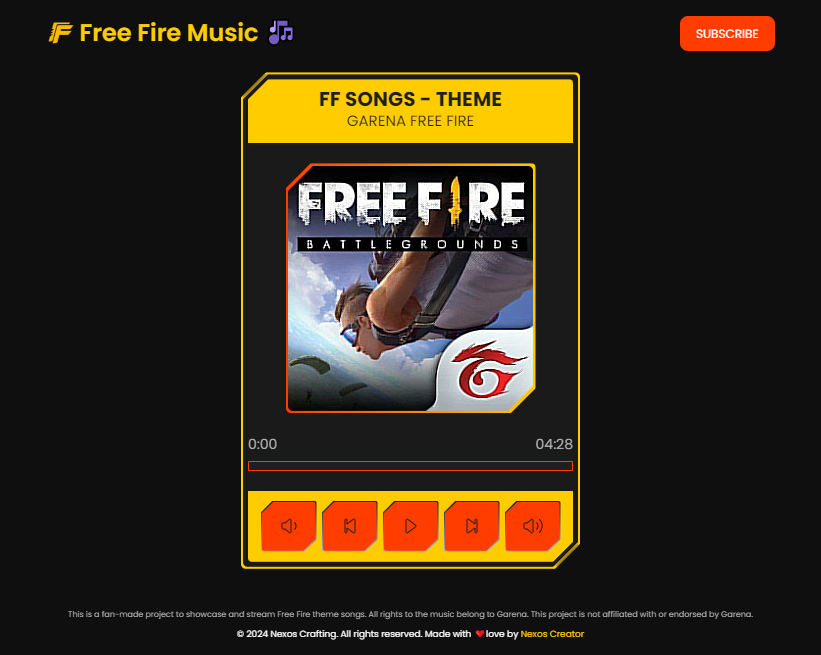 Free Fire Music
SUBSCRIBE
FF SONGS - THEME
GARENA FREE FIRE
FREE FIRE
BATTLEGROUNDS
0:00
04:28
This is a fan-made project to showcase and stream Free Fire theme songs. All rights to the music belong to Garena. This project is not affiliated with or endorsed by Garena.
© 2024 Nexos Crafting. All rights reserved. Made with ❤️ love by Nexos Creator